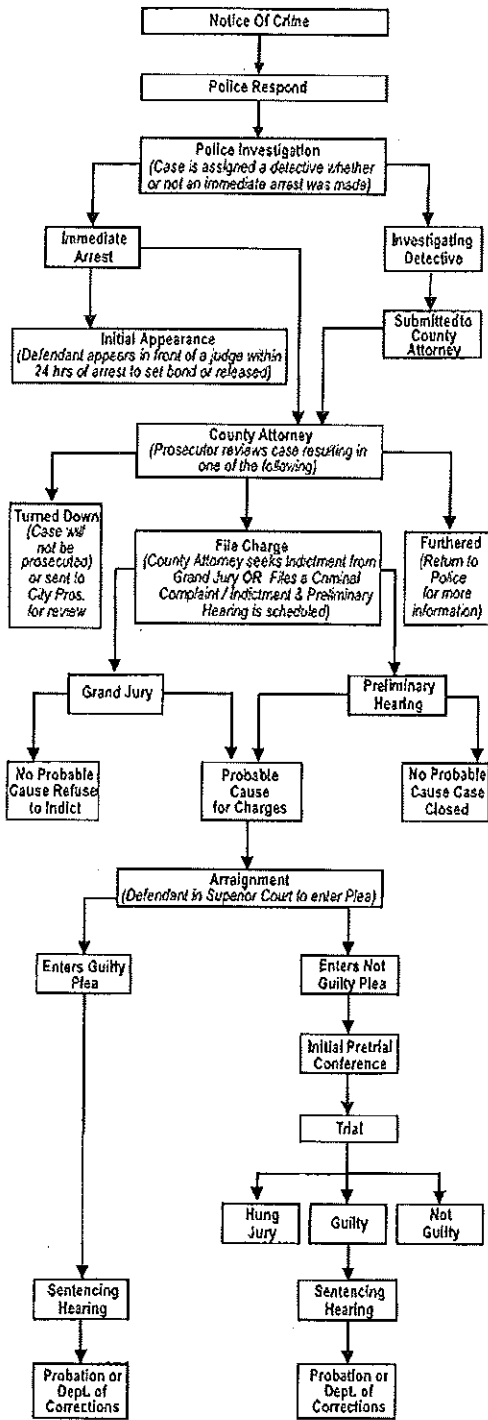 Notice Of Crime
Police Respond
Police Investigation
(Case is assigned a detective whether
or not an immediate arrest was made)
Immediate
Arrest
Investigating
Detective
Initial Appearance
(Defendant appears in front of a judge within
24 hrs of arrest to set bond or released)
Submitted to
County
Attorney
County Attorney
(Prosecutor reviews case resulting in
one of the following)
Turned Down
(Case will
not be
prosecuted)
or sent to
City Pros.
for review
File Charge
(County Attorney seeks Indictment from
Grand Jury OR Files a Criminal
Complaint / Indictment & Preliminary
Hearing is scheduled)
Furthered
(Return to
Police
for more
information)
Grand Jury
Preliminary
Hearing
No Probable
Cause Refuse
to Indict
Probable
Cause
for Charges
No Probable
Cause Case
Closed
Arraignment
(Defendant in Superior Court to enter Plea)
Enters Guilty
Plea
Enters Not
Guilty Plea
Initial Pretrial
Conference
Trial
Hung
Jury
Guilty
Not
Guilty
Sentencing
Hearing
Sentencing
Hearing
Probation or
Dept. of
Corrections
Probation or
Dept. of
Corrections